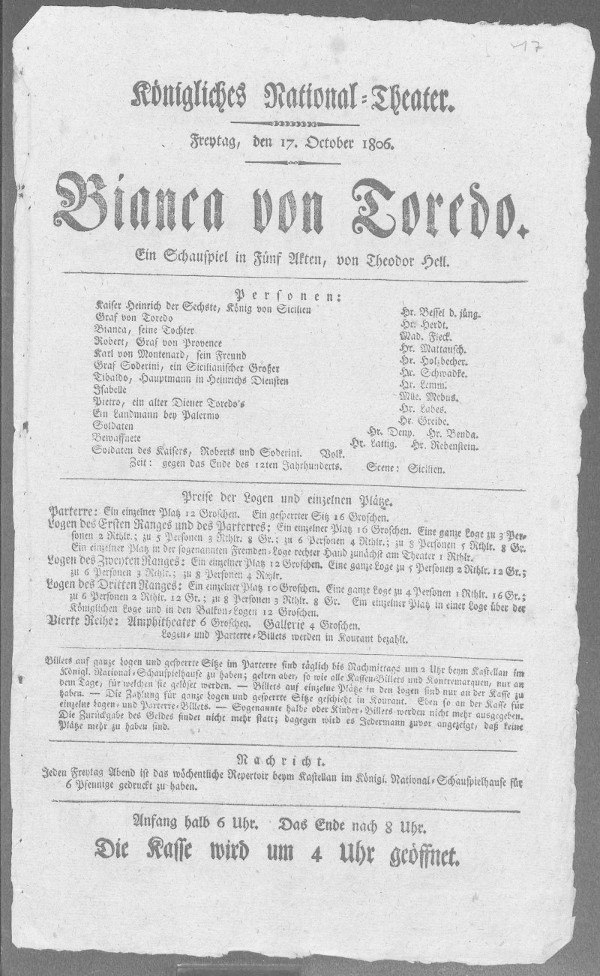 17
Königliches National-Theater.
Freytag, den 17. October 1806.
Bianca von Toredo.
Ein Schauspiel in Fünf Akten, von Theodor Hell.
Personen:
Kaiser Heinrich der Sechste, König von Sicilien Hr. Bessel d. jüng.
Graf von Toredo Hr. Herdt.
Bianca, seine Tochter Mad. Fleck.
Robert, Graf von Provence Hr. Mattausch.
Karl von Montenard, sein Freund Hr. Holzbecher.
Graf Soderini, ein Sicilianischer Großer Hr. Schwadke.
Tibaldo, Hauptmann in Heinrichs Diensten Hr. Lemm.
Isabelle Mlle. Mebus.
Pietro, ein alter Diener Toredo's Hr. Labes.
Ein Landmann bey Palermo Hr. Greibe.
Soldaten Hr. Deny. Hr. Benda.
Bewaffnete Hr. Lattig. Hr. Rebenstein.
Soldaten des Kaisers, Roberts und Soderini. Volk.
Zeit: gegen das Ende des 12ten Jahrhunderts. Scene: Sicilien.
Preise der Logen und einzelnen Plätze.
Parterre: Ein einzelner Platz 12 Groschen. Ein gesperrter Sitz 16 Groschen.
Logen des Ersten Ranges und des Parterres: Ein einzelner Platz 16 Groschen. Eine ganze Loge zu 3 Per-
sonen 2 Rthlr.; zu 5 Personen 3 Rthlr. 8 Gr.; zu 6 Personen 4 Rthlr.; zu 8 Personen 5 Rthlr. 8 Gr.
Ein einzelner Platz in der sogenannten Fremden-Loge rechter Hand zunächst am Theater 1 Rthlr.
Logen des Zweyten Ranges: Ein einzelner Platz 12 Groschen. Eine ganze Loge zu 5 Personen 2 Rthlr. 12 Gr.;
zu 6 Personen 3 Rthlr.; zu 8 Personen 4 Rthlr.
Logen des Dritten Ranges: Ein einzelner Platz 10 Groschen. Eine ganze Loge zu 4 Personen 1 Rthlr. 16 Gr.;
zu 6 Personen 2 Rthlr. 12 Gr.; zu 8 Personen 3 Rthlr. 8 Gr. Ein einzelner Platz in einer Loge über der
Königlichen Loge und in den Balkon-Logen 12 Groschen.
Vierte Reihe: Amphitheater 6 Groschen. Gallerie 4 Groschen.
Logen- und Parterre-Billets werden in Kourant bezahlt.
Billets auf ganze Logen und gesperrte Sitze im Parterre sind täglich bis Nachmittags um 2 Uhr beym Kastellan im
Königl. National-Schauspielhause zu haben; gelten aber, so wie alle Kassen-Billets und Kontremarquen, nur an
dem Tage, für welchen sie gelöset werden. — Billets auf einzelne Plätze in den Logen sind nur an der Kasse zu
haben. — Die Zahlung für ganze Logen und gesperrte Sitze geschieht in Kourant. Eben so an der Kasse für
einzelne Logen- und Parterre-Billets. — Sogenannte halbe oder Kinder-Billets werden nicht mehr ausgegeben.
Die Zurückgabe des Geldes findet nicht mehr statt; dagegen wird es Jedermann zuvor angezeigt, daß keine
Plätze mehr zu haben sind.
Nachricht.
Jeden Freytag Abend ist das wöchentliche Repertoir beym Kastellan im Königl. National-Schauspielhause für
6 Pfennige gedruckt zu haben.
Anfang halb 6 Uhr. Das Ende nach 8 Uhr.
Die Kasse wird um 4 Uhr geöffnet.